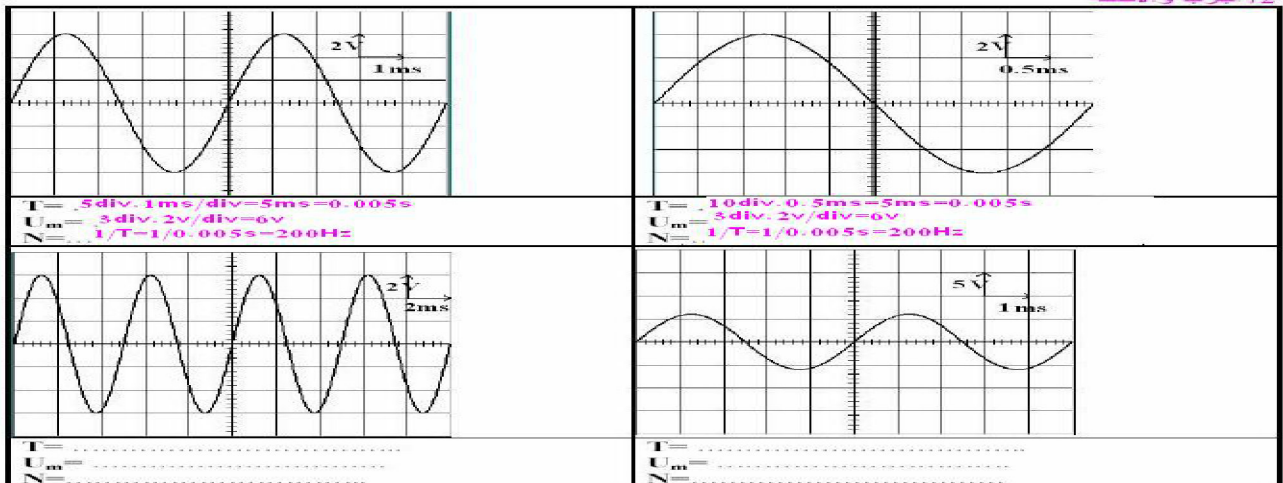 2V
1ms
2V
0.5ms
T= 5div.1ms/div=5ms=0.005s
Um= 3div.2v/div=6v
N=... 1/T=1/0.005s=200Hz
T= 10div.0.5ms=5ms=0.005s
Um= 3div.2v/div=6v
N=.. 1/T=1/0.005s=200Hz
2V
2ms
5V
1ms
T= ..................................
Um= ..................................
N=..................................
T= ..................................
Um= ..................................
N=..................................